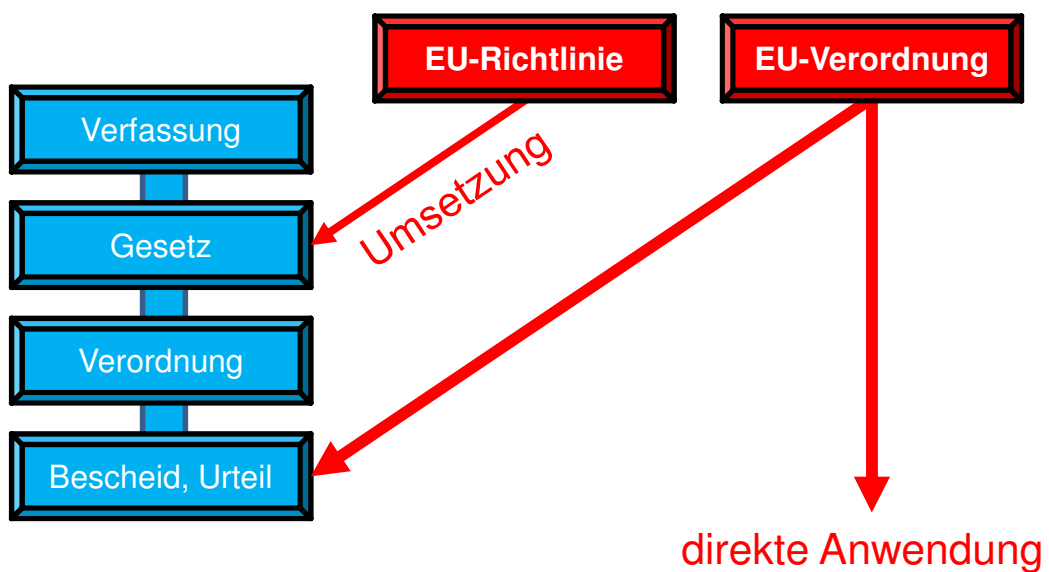 EU-Richtlinie
EU-Verordnung
Verfassung
Umsetzung
Gesetz
Verordnung
Bescheid, Urteil
direkte Anwendung